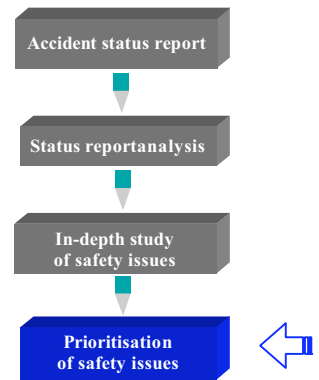 Accident status report
Status reportanalysis
In-depth study
of safety issues
Prioritisation
of safety issues